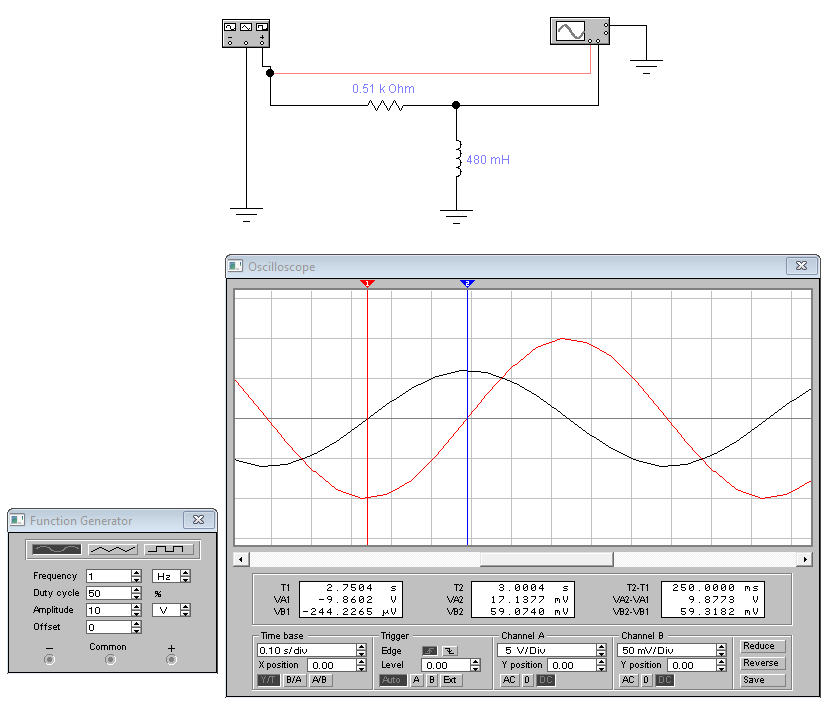 0.51 k Ohm
480 mH
Oscilloscope
1
2
T1 2.7504 s
VA1 -9.8602 V
VB1 -244.2265 µV
T2 3.0004 s
VA2 17.1377 mV
VB2 59.0740 mV
T2-T1 250.0000 ms
VA2-VA1 9.8773 V
VB2-VB1 59.3182 mV
Time base
0.10 s/div
X position 0.00
Y/T B/A A/B
Trigger
Edge
Level 0.00
Auto A B Ext
Channel A
5 V/Div
Y position 0.00
AC 0 DC
Channel B
50 mV/Div
Y position 0.00
AC 0 DC
Reduce
Reverse
Save
Function Generator
Frequency 1 Hz
Duty cycle 50 %
Amplitude 10 V
Offset 0
− Common +